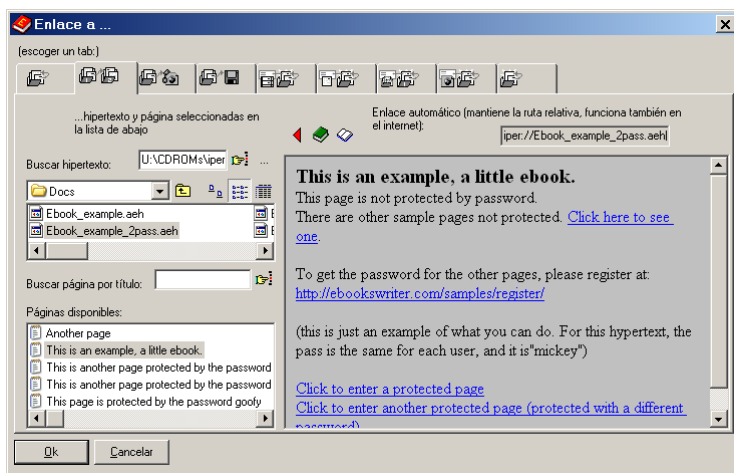 Enlace a ...
(escoger un tab:)
...hipertexto y página seleccionadas en
la lista de abajo
Enlace automático (mantiene la ruta relativa, funciona también en
el internet):
iper://Ebook_example_2pass.aeh
Buscar hipertexto:
U:\CDROMs\iper
...
Docs
Ebook_example.aeh
Ebook_example_2pass.aeh
Buscar página por título:
Páginas disponibles:
Another page
This is an example, a little ebook.
This is another page protected by the password
This is another page protected by the password
This page is protected by the password goofy
This is an example, a little ebook.
This page is not protected by password.
There are other sample pages not protected. Click here to see
one.
To get the password for the other pages, please register at:
http://ebookswriter.com/samples/register/
(this is just an example of what you can do. For this hypertext, the
pass is the same for each user, and it is"mickey")
Click to enter a protected page
Click to enter another protected page (protected with a different
password)
Ok
Cancelar